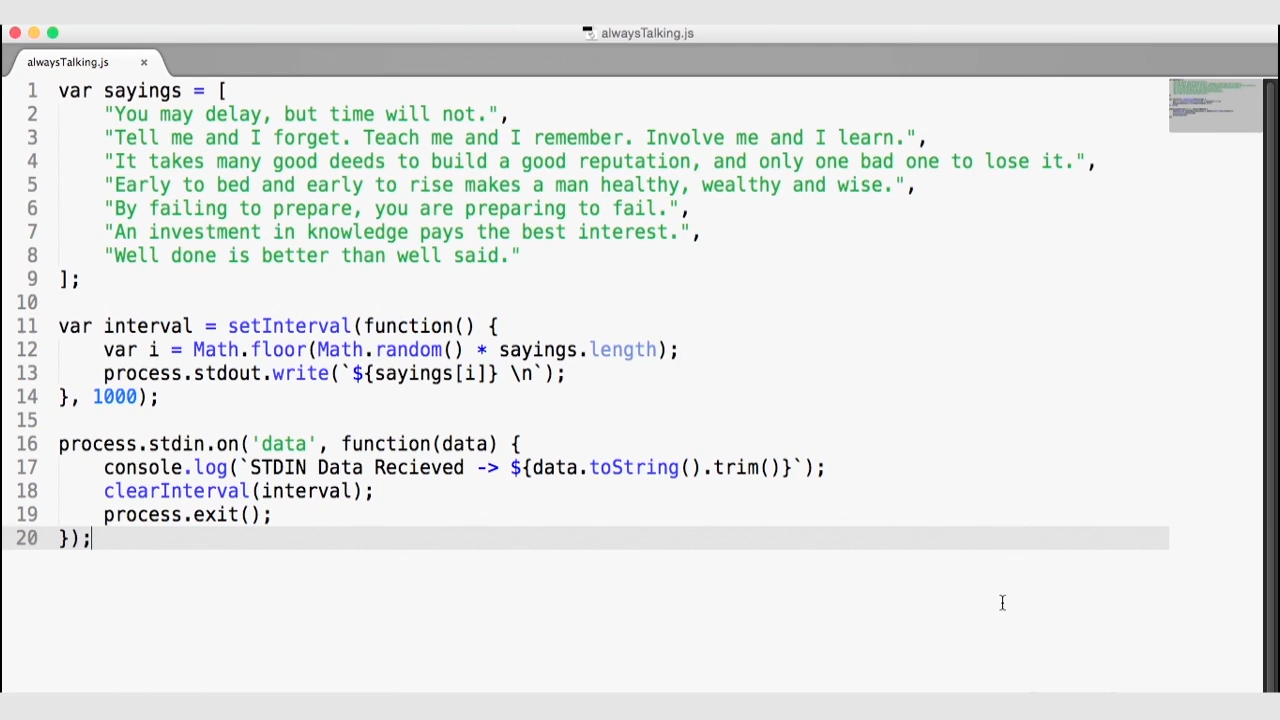 alwaysTalking.js
alwaysTalking.js ×
1 var sayings = [
2 "You may delay, but time will not.",
3 "Tell me and I forget. Teach me and I remember. Involve me and I learn.",
4 "It takes many good deeds to build a good reputation, and only one bad one to lose it.",
5 "Early to bed and early to rise makes a man healthy, wealthy and wise.",
6 "By failing to prepare, you are preparing to fail.",
7 "An investment in knowledge pays the best interest.",
8 "Well done is better than well said."
9 ];
10
11 var interval = setInterval(function() {
12 var i = Math.floor(Math.random() * sayings.length);
13 process.stdout.write(`${sayings[i]} \n`);
14 }, 1000);
15
16 process.stdin.on('data', function(data) {
17 console.log(`STDIN Data Recieved -> ${data.toString().trim()}`);
18 clearInterval(interval);
19 process.exit();
20 });